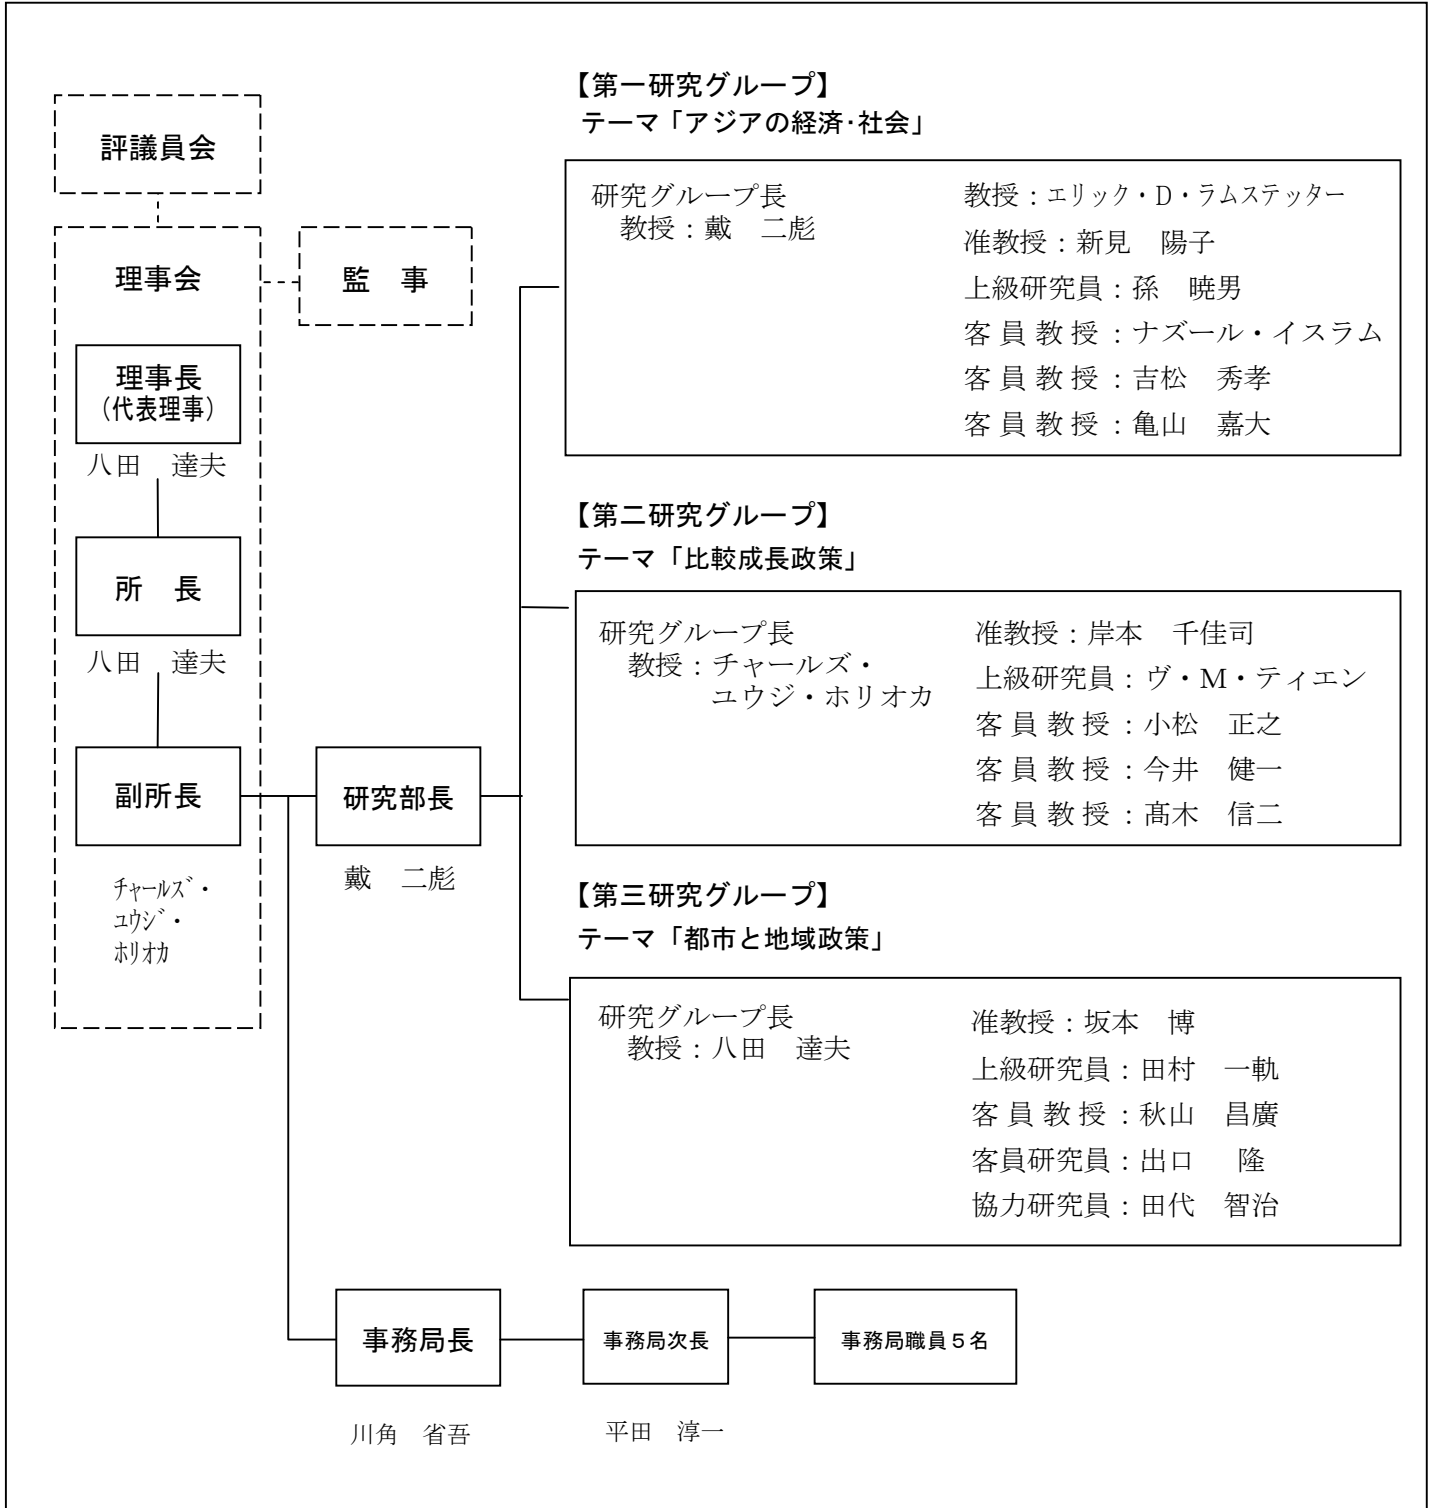 評議員会
理事会
監　事
理事長
（代表理事）
八田　達夫
所　長
八田　達夫
副所長
ﾁｬｰﾙｽﾞ・
ﾕｳｼﾞ・
ﾎﾘｵｶ
研究部長
戴　二彪
【第一研究グループ】
テーマ「アジアの経済･社会」
研究グループ長
教授：戴　二彪
教授：エリック・D・ラムステッター
准教授：新見　陽子
上級研究員：孫　暁男
客員教授：ナズール・イスラム
客員教授：吉松　秀孝
客員教授：亀山　嘉大
【第二研究グループ】
テーマ「比較成長政策」
研究グループ長
教授：チャールズ・
ユウジ・ホリオカ
准教授：岸本　千佳司
上級研究員：ヴ・M・ティエン
客員教授：小松　正之
客員教授：今井　健一
客員教授：髙木　信二
【第三研究グループ】
テーマ「都市と地域政策」
研究グループ長
教授：八田　達夫
准教授：坂本　博
上級研究員：田村　一軌
客員教授：秋山　昌廣
客員研究員：出口　隆
協力研究員：田代　智治
事務局長
川角　省吾
事務局次長
平田　淳一
事務局職員５名